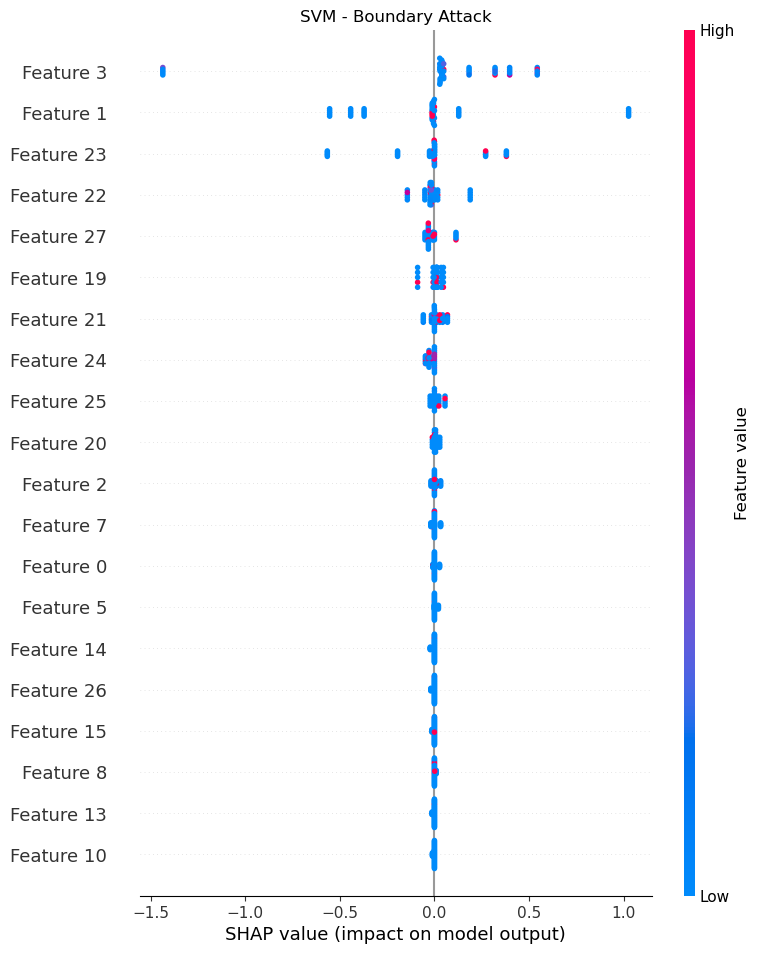 SVM - Boundary Attack
High
Feature 3
Feature 1
Feature 23
Feature 22
Feature 27
Feature 19
Feature 21
Feature 24
Feature 25
Feature 20
Feature 2
Feature 7
Feature 0
Feature 5
Feature 14
Feature 26
Feature 15
Feature 8
Feature 13
Feature 10
Feature value
Low
−1.5 −1.0 −0.5 0.0 0.5 1.0
SHAP value (impact on model output)